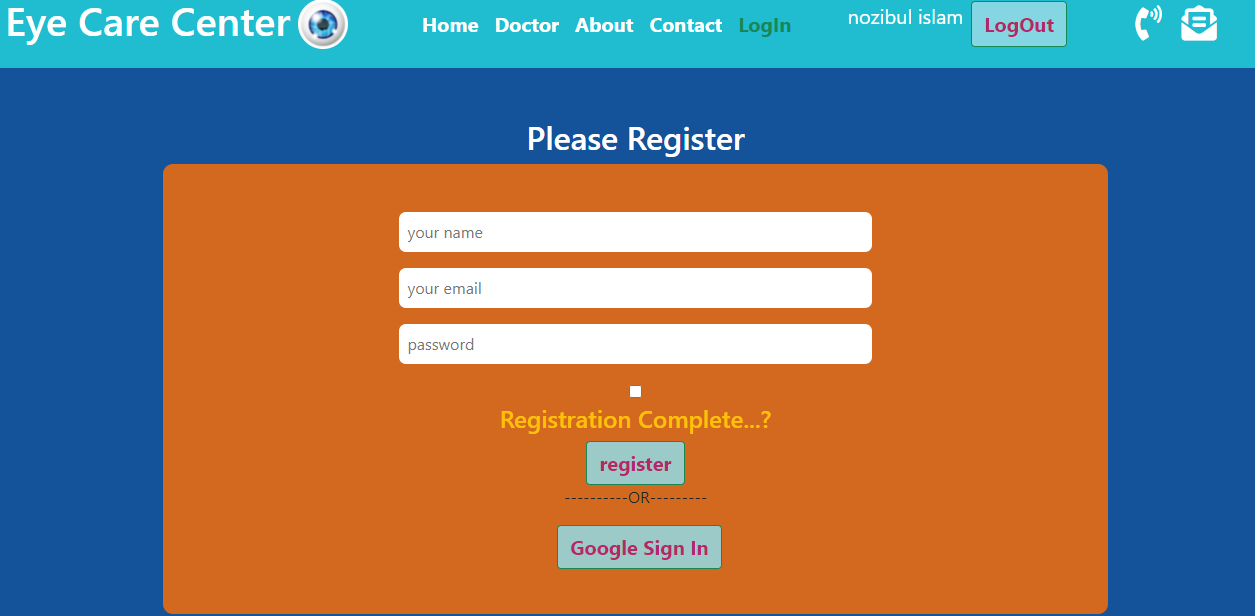 Eye Care Center
Home Doctor About Contact LogIn
nozibul islam LogOut
Please Register
your name
your email
password
Registration Complete...?
register
----------OR---------
Google Sign In